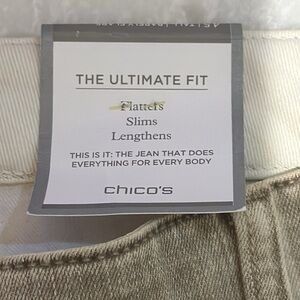 THE ULTIMATE FIT
Flatters
Slims
Lengthens
THIS IS IT: THE JEAN THAT DOES
EVERYTHING FOR EVERY BODY
chico's